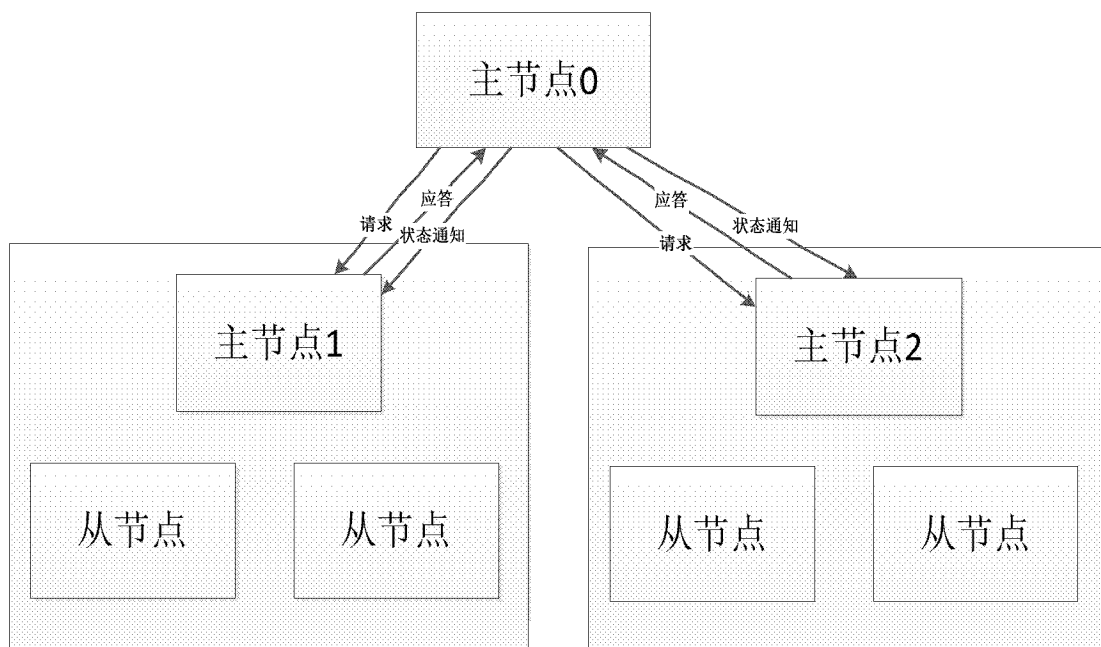 主节点0
应答
应答
请求
状态通知
状态通知
请求
主节点1
主节点2
从节点
从节点
从节点
从节点